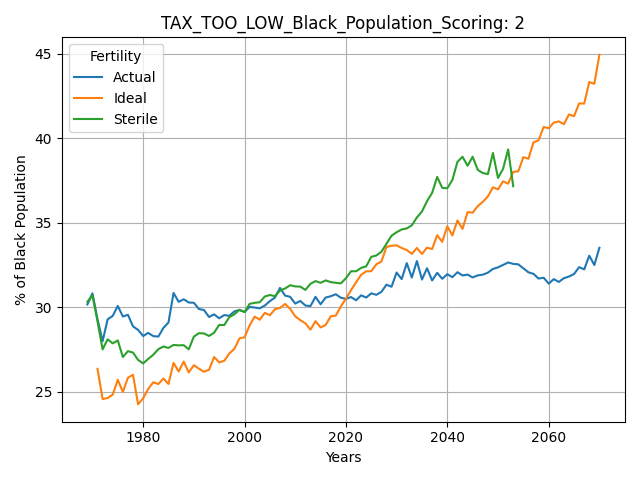 TAX_TOO_LOW_Black_Population_Scoring: 2
Fertility
Actual
Ideal
Sterile
% of Black Population
45
40
35
30
25
1980
2000
2020
2040
2060
Years